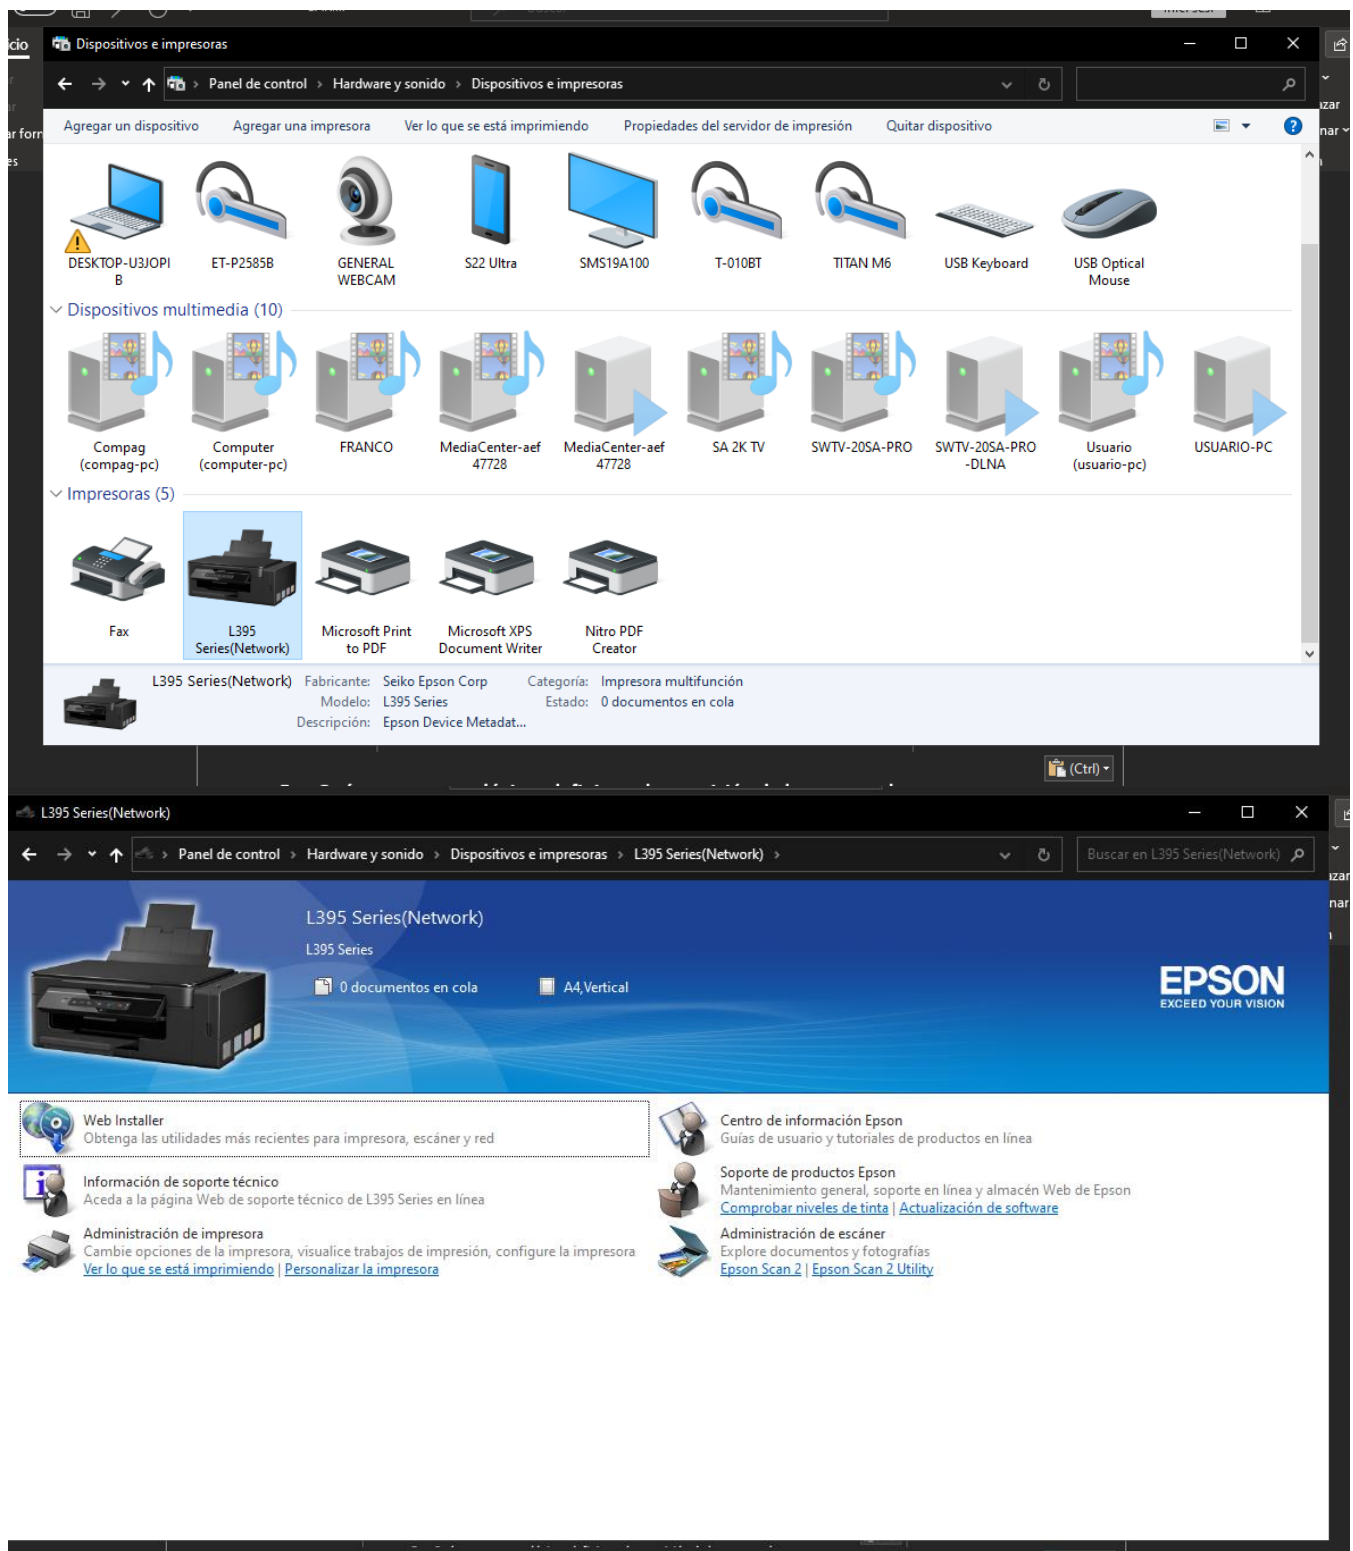 cio
Dispositivos e impresoras
Panel de control > Hardware y sonido > Dispositivos e impresoras
ar forn
es
Agregar un dispositivo Agregar una impresora Ver lo que se está imprimiendo Propiedades del servidor de impresión Quitar dispositivo
zar
nar
DESKTOP-U3JOPI
B
ET-P2585B
GENERAL
WEBCAM
S22 Ultra
SMS19A100
T-010BT
TITAN M6
USB Keyboard
USB Optical
Mouse
Dispositivos multimedia (10)
Compag
(compag-pc)
Computer
(computer-pc)
FRANCO
MediaCenter-aef
47728
MediaCenter-aef
47728
SA 2K TV
SWTV-20SA-PRO
SWTV-20SA-PRO
-DLNA
Usuario
(usuario-pc)
USUARIO-PC
Impresoras (5)
Fax
L395
Series(Network)
Microsoft Print
to PDF
Microsoft XPS
Document Writer
Nitro PDF
Creator
L395 Series(Network)
Fabricante: Seiko Epson Corp Categoría: Impresora multifunción
Modelo: L395 Series Estado: 0 documentos en cola
Descripción: Epson Device Metadat...
(Ctrl)
L395 Series(Network)
Panel de control > Hardware y sonido > Dispositivos e impresoras > L395 Series(Network) >
Buscar en L395 Series(Network)
zar
nar
L395 Series(Network)
L395 Series
0 documentos en cola A4,Vertical
EPSON
EXCEED YOUR VISION
Web Installer
Obtenga las utilidades más recientes para impresora, escáner y red
Centro de información Epson
Guías de usuario y tutoriales de productos en línea
Información de soporte técnico
Aceda a la página Web de soporte técnico de L395 Series en línea
Soporte de productos Epson
Mantenimiento general, soporte en línea y almacén Web de Epson
Comprobar niveles de tinta | Actualización de software
Administración de impresora
Cambie opciones de la impresora, visualice trabajos de impresión, configure la impresora
Ver lo que se está imprimiendo | Personalizar la impresora
Administración de escáner
Explore documentos y fotografías
Epson Scan 2 | Epson Scan 2 Utility